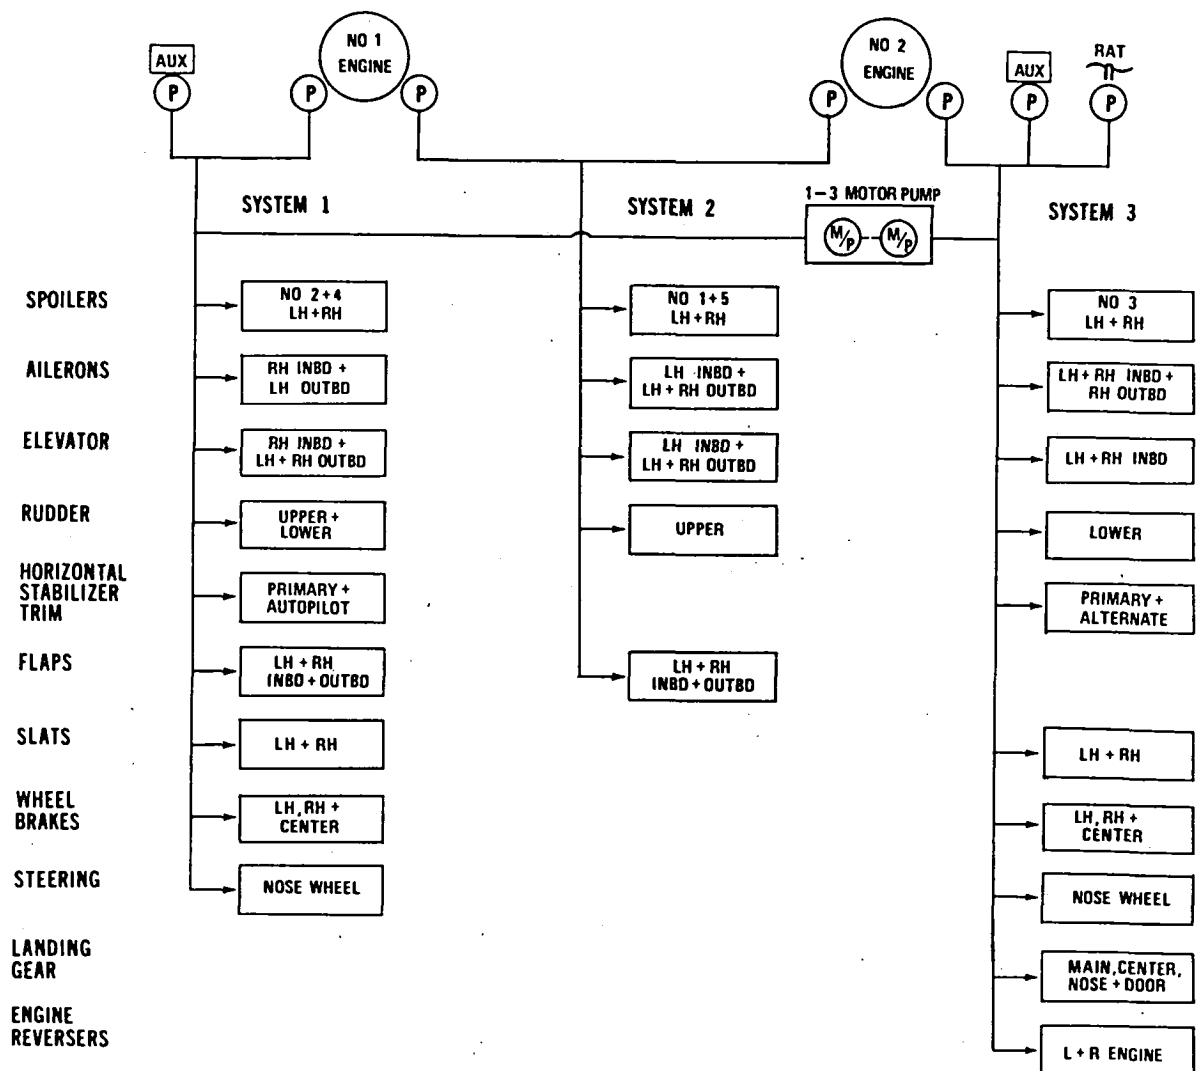 AUX
P
P
NO 1
ENGINE
P
P
NO 2
ENGINE
P
AUX
P
RAT
P
SYSTEM 1
SYSTEM 2
1-3 MOTOR PUMP
M/P
M/P
SYSTEM 3
SPOILERS
NO 2+4
LH+RH
NO 1+5
LH+RH
NO 3
LH+RH
AILERONS
RH INBD +
LH OUTBD
LH INBD +
LH+RH OUTBD
LH+RH INBD +
RH OUTBD
ELEVATOR
RH INBD +
LH+RH OUTBD
LH INBD +
LH+RH OUTBD
LH+RH INBD
RUDDER
UPPER +
LOWER
UPPER
LOWER
HORIZONTAL
STABILIZER
TRIM
PRIMARY +
AUTOPILOT
PRIMARY +
ALTERNATE
FLAPS
LH+RH
INBD+OUTBD
LH+RH
INBD+OUTBD
SLATS
LH + RH
LH + RH
WHEEL
BRAKES
LH, RH +
CENTER
LH, RH +
CENTER
STEERING
NOSE WHEEL
NOSE WHEEL
LANDING
GEAR
MAIN, CENTER,
NOSE + DOOR
ENGINE
REVERSERS
L + R ENGINE